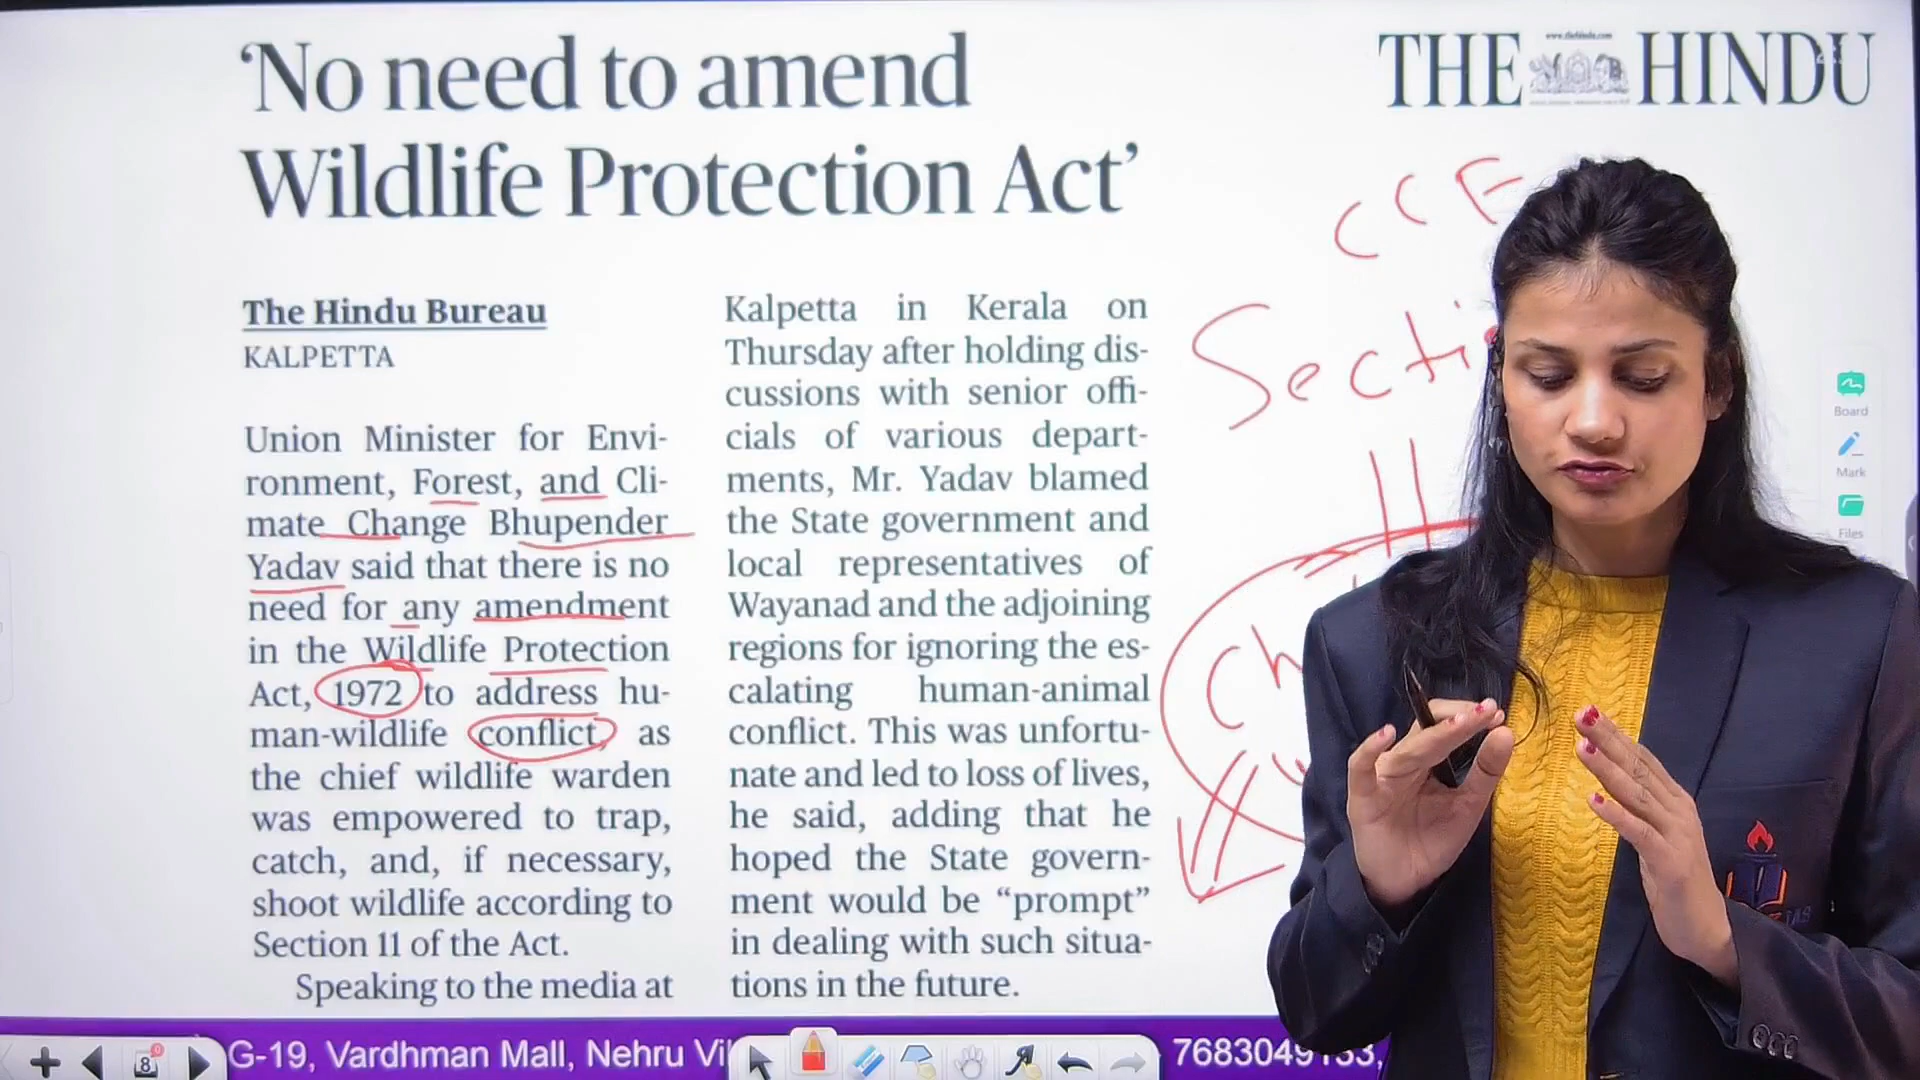 ‘No need to amend
Wildlife Protection Act’
www.thehindu.com
THE HINDU
The Hindu Bureau
KALPETTA
Union Minister for Envi-
ronment, Forest, and Cli-
mate Change Bhupender
Yadav said that there is no
need for any amendment
in the Wildlife Protection
Act, 1972 to address hu-
man-wildlife conflict, as
the chief wildlife warden
was empowered to trap,
catch, and, if necessary,
shoot wildlife according to
Section 11 of the Act.
Speaking to the media at
Kalpetta in Kerala on
Thursday after holding dis-
cussions with senior offi-
cials of various depart-
ments, Mr. Yadav blamed
the State government and
local representatives of
Wayanad and the adjoining
regions for ignoring the es-
calating human-animal
conflict. This was unfortu-
nate and led to loss of lives,
he said, adding that he
hoped the State govern-
ment would be “prompt”
in dealing with such situa-
tions in the future.
CCF
Secti
11
Ch
Board
Mark
Files
8
G-19, Vardhman Mall, Nehru Vi